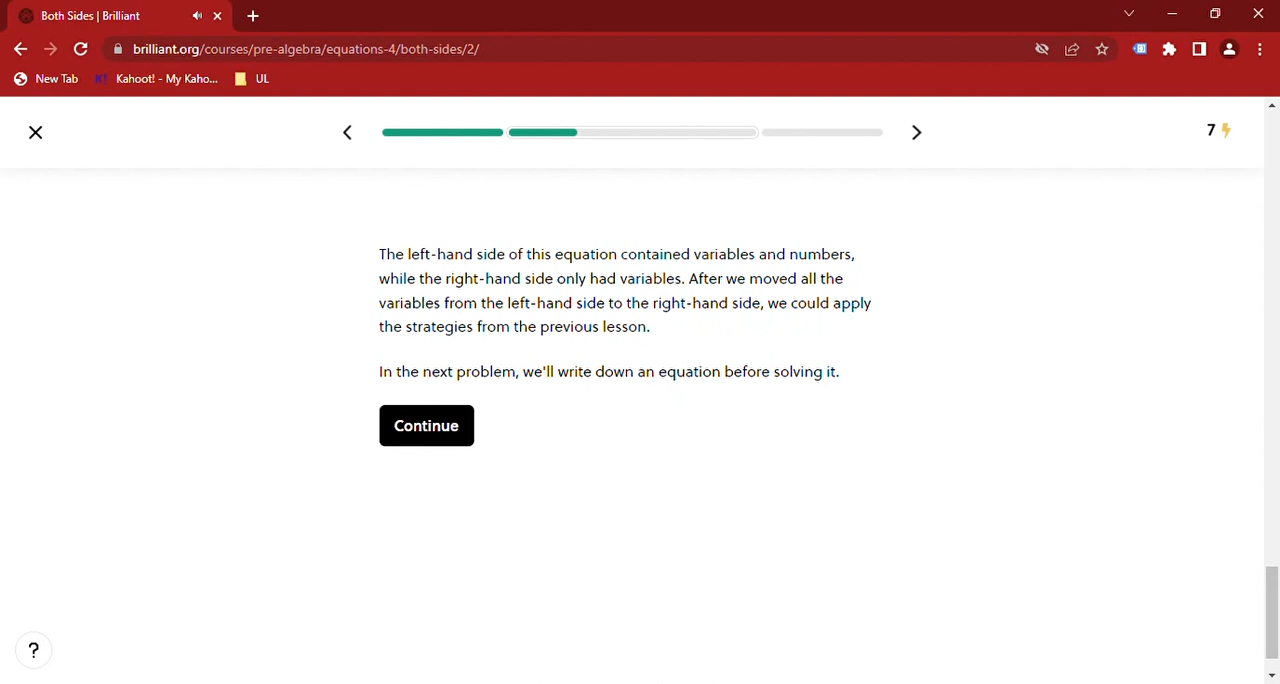 Both Sides | Brilliant
brilliant.org/courses/pre-algebra/equations-4/both-sides/2/
New Tab
Kahoot! - My Kaho...
UL
7
The left-hand side of this equation contained variables and numbers,
while the right-hand side only had variables. After we moved all the
variables from the left-hand side to the right-hand side, we could apply
the strategies from the previous lesson.
In the next problem, we'll write down an equation before solving it.
Continue
?